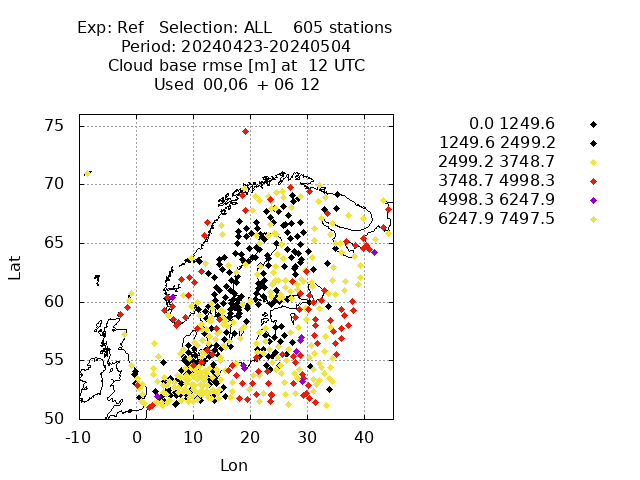 Exp: Ref Selection: ALL 605 stations
Period: 20240423-20240504
Cloud base rmse [m] at 12 UTC
Used 00,06 + 06 12
0.0 1249.6
1249.6 2499.2
2499.2 3748.7
3748.7 4998.3
4998.3 6247.9
6247.9 7497.5
75
70
65
60
55
50
Lat
-10 0 10 20 30 40
Lon